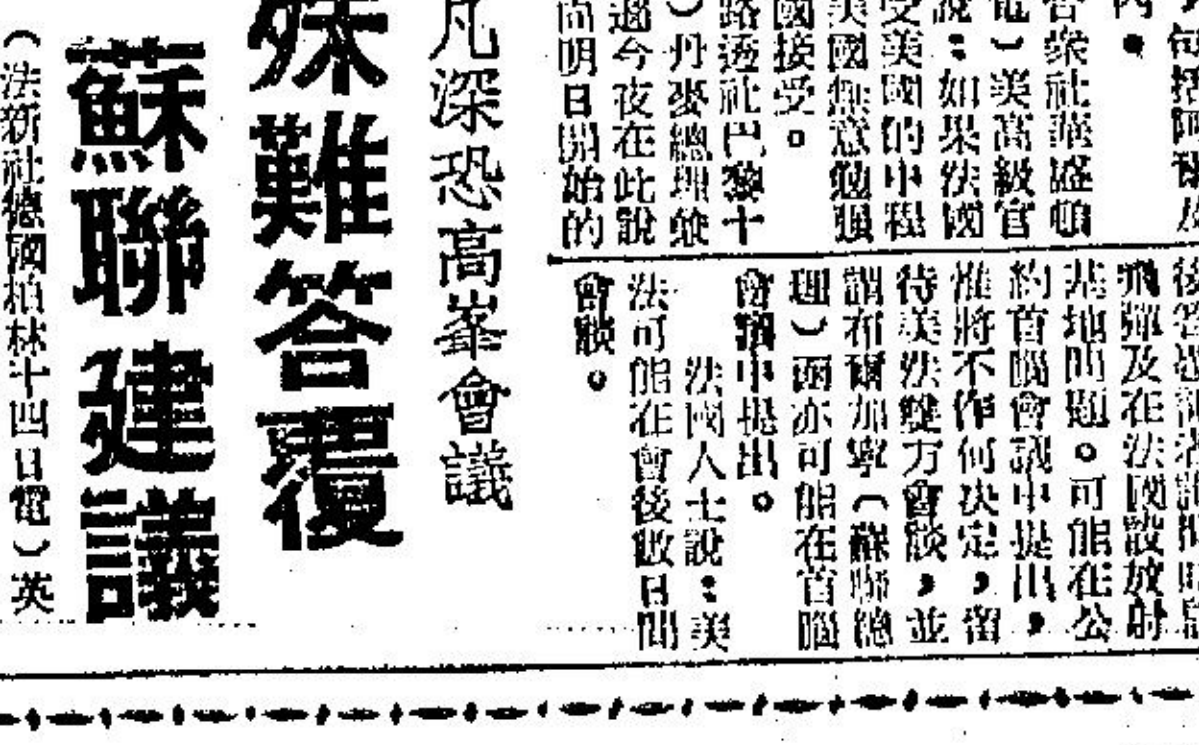 內。
合衆社華盛頓
電）美高級官
說：如果法國
受美國的中程
美國無意勉强
國接受。
路透社巴黎十
）丹麥總理
過今夜在此說
向明日開始的
飛彈及在法國設放射
基地問題。可能在公
約首腦會議中提出，
惟將不作何決定，留
待美法雙方會談，並
謂布爾加寧（蘇聯總
理）函亦可能在首腦
會議中提出。
法國人士說：美
法可能在會後數日間
會談。
凡深恐高峯會議
殊難答覆
蘇聯建議
（法新社德國柏林十四日電）英